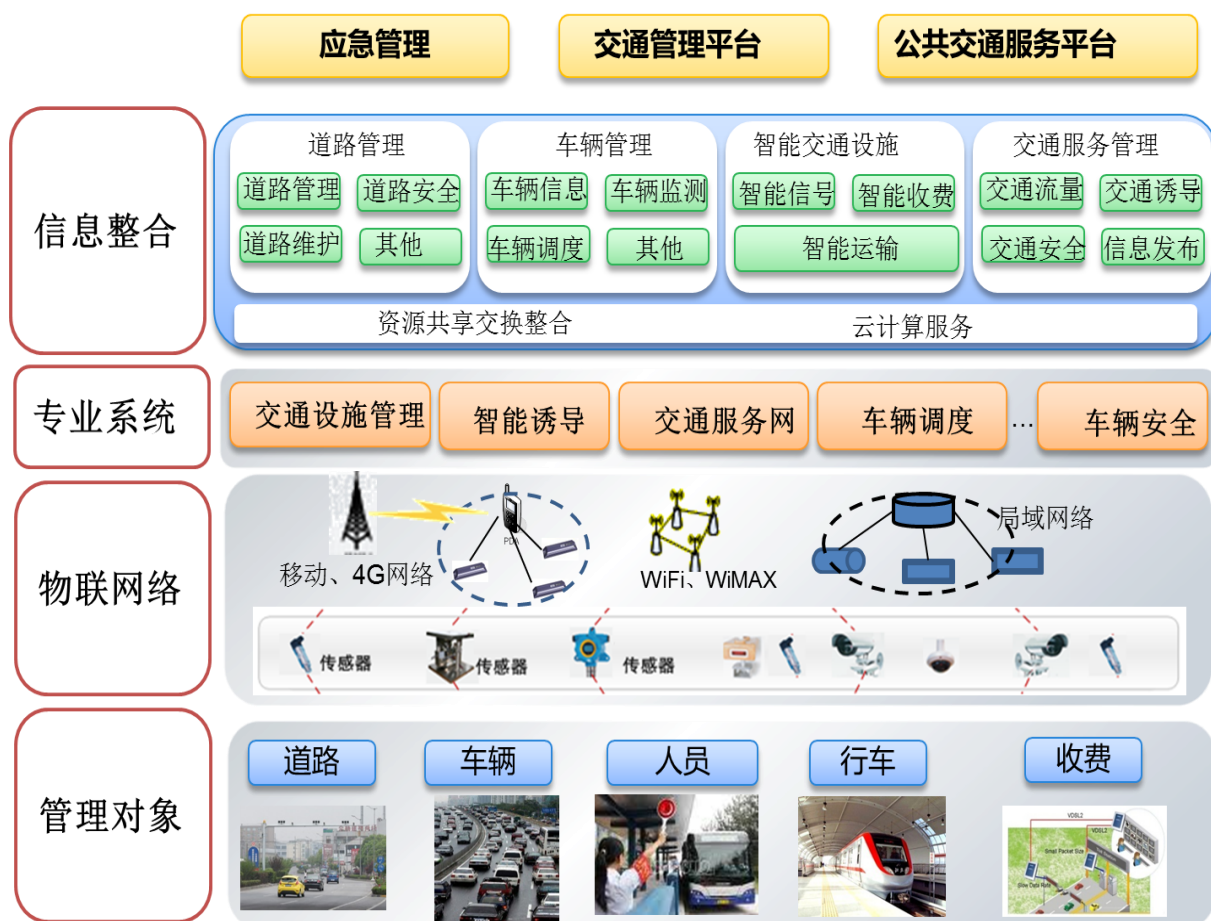 应急管理
交通管理平台
公共交通服务平台
信息整合
道路管理
车辆管理
智能交通设施
交通服务管理
道路管理
道路安全
车辆信息
车辆监测
智能信号
智能收费
交通流量
交通诱导
道路维护
其他
车辆调度
其他
智能运输
交通安全
信息发布
资源共享交换整合
云计算服务
专业系统
交通设施管理
智能诱导
交通服务网
车辆调度
...
车辆安全
物联网络
PDA
移动、4G网络
WiFi、WiMAX
局域网络
传感器
传感器
传感器
管理对象
道路
车辆
人员
行车
收费
VDSL2
VDSL2
Small Packet Size
Slow Data Rate